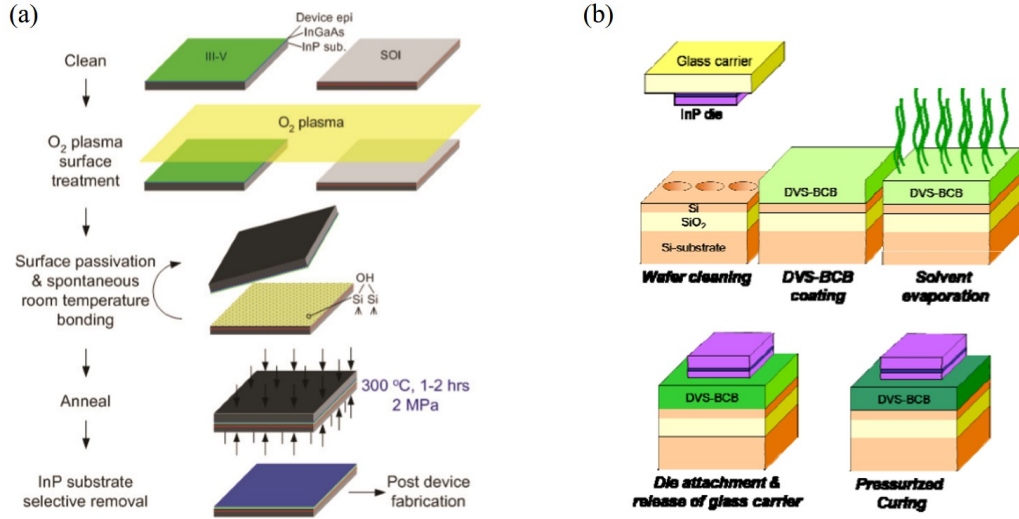 (a)
Device epi
InGaAs
InP sub.
III-V
SOI
Clean
O₂ plasma
O₂ plasma
surface
treatment
Surface passivation
& spontaneous
room temperature
bonding
OH
Si Si
Anneal
300 °C, 1-2 hrs
2 MPa
InP substrate
selective removal
Post device
fabrication
(b)
Glass carrier
InP die
DVS-BCB
DVS-BCB
Si
SiO₂
Si-substrate
Wafer cleaning
DVS-BCB
coating
Solvent
evaporation
DVS-BCB
DVS-BCB
Die attachment &
release of glass carrier
Pressurized
Curing